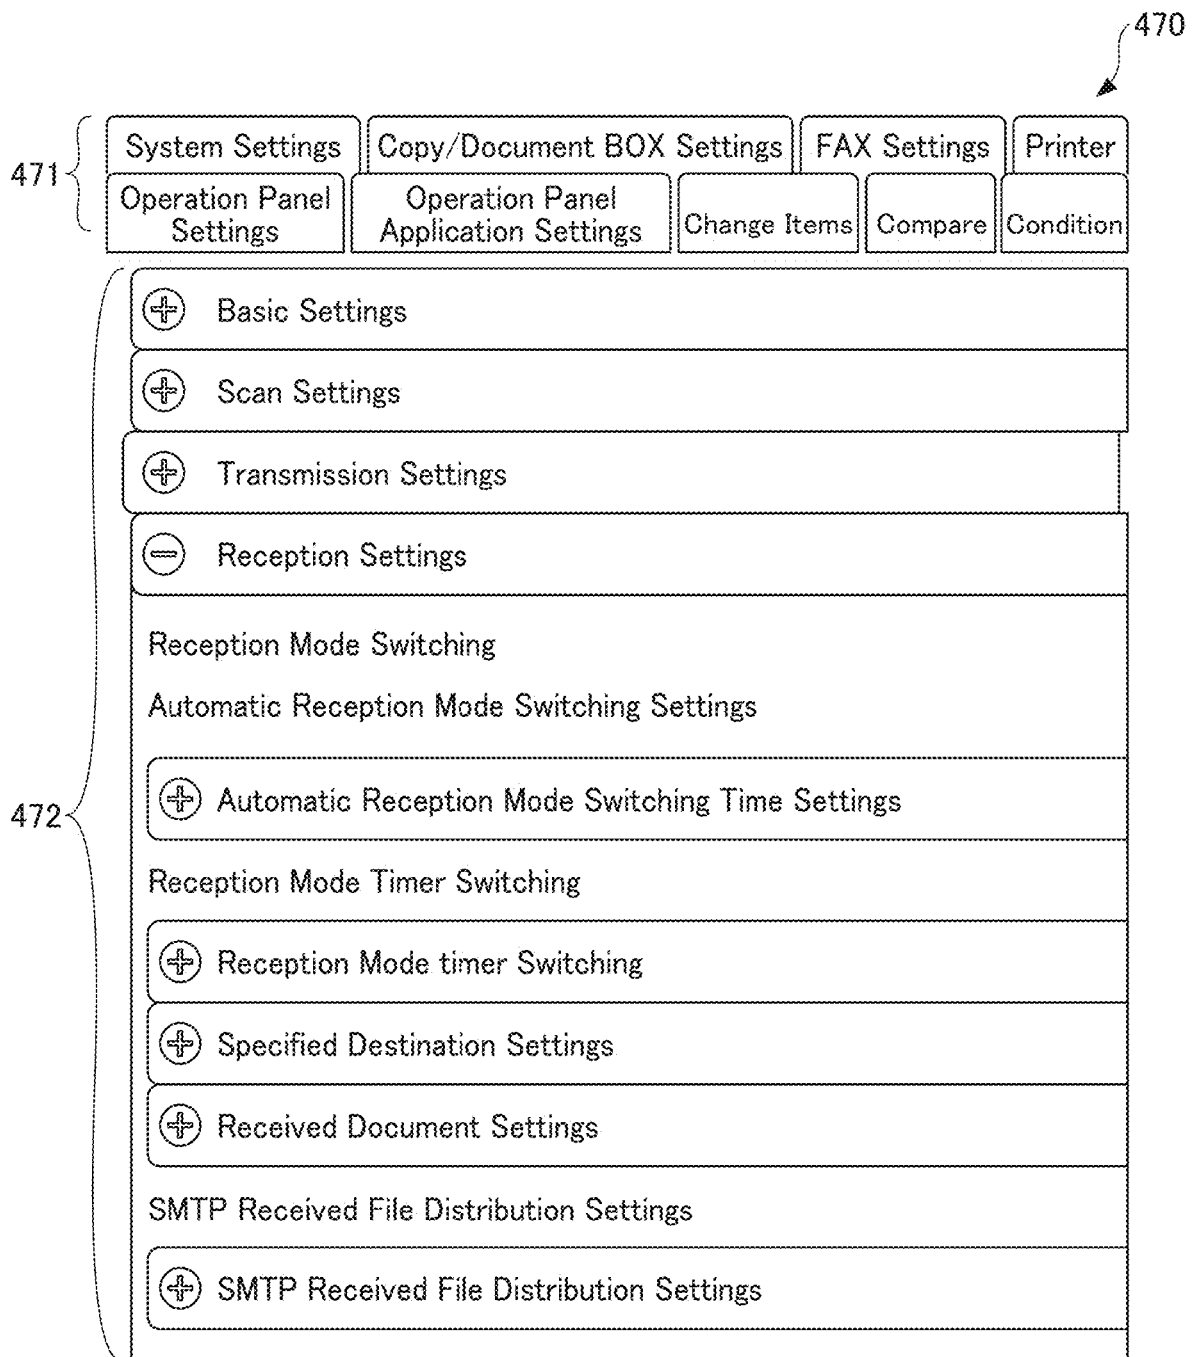 470
471
System Settings Copy/Document BOX Settings FAX Settings Printer
Operation Panel Settings Operation Panel Application Settings Change Items Compare Condition
472
Basic Settings
Scan Settings
Transmission Settings
Reception Settings
Reception Mode Switching
Automatic Reception Mode Switching Settings
Automatic Reception Mode Switching Time Settings
Reception Mode Timer Switching
Reception Mode timer Switching
Specified Destination Settings
Received Document Settings
SMTP Received File Distribution Settings
SMTP Received File Distribution Settings